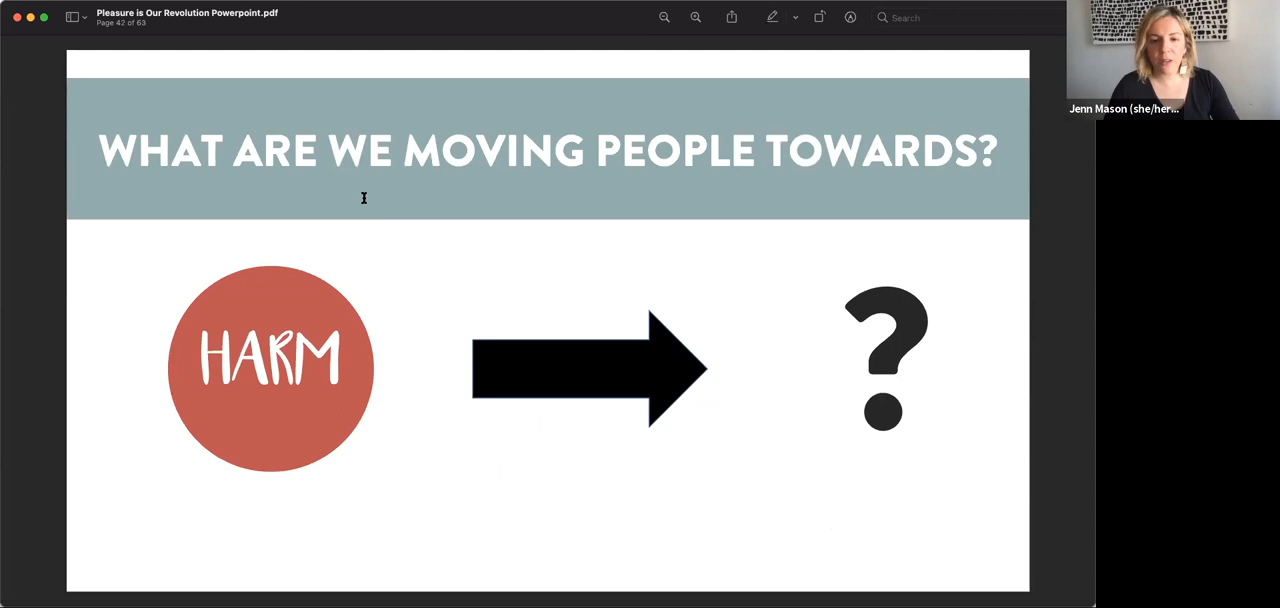 Pleasure is Our Revolution Powerpoint.pdf
Page 42 of 63
Search
Jenn Mason (she/her...
WHAT ARE WE MOVING PEOPLE TOWARDS?
HARM
?